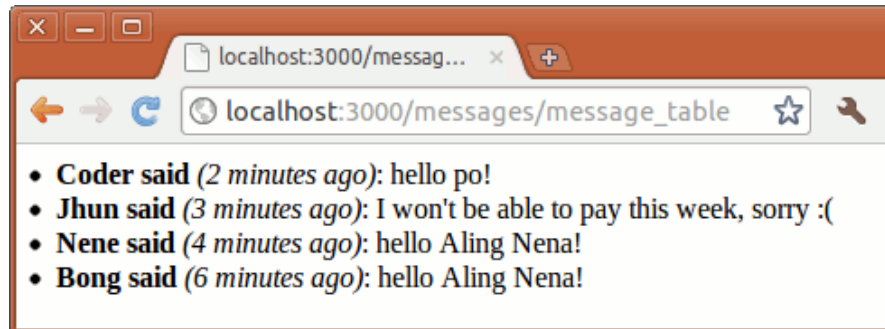 localhost:3000/messag...
localhost:3000/messages/message_table
Coder said (2 minutes ago): hello po!
Jhun said (3 minutes ago): I won't be able to pay this week, sorry :(
Nene said (4 minutes ago): hello Aling Nena!
Bong said (6 minutes ago): hello Aling Nena!